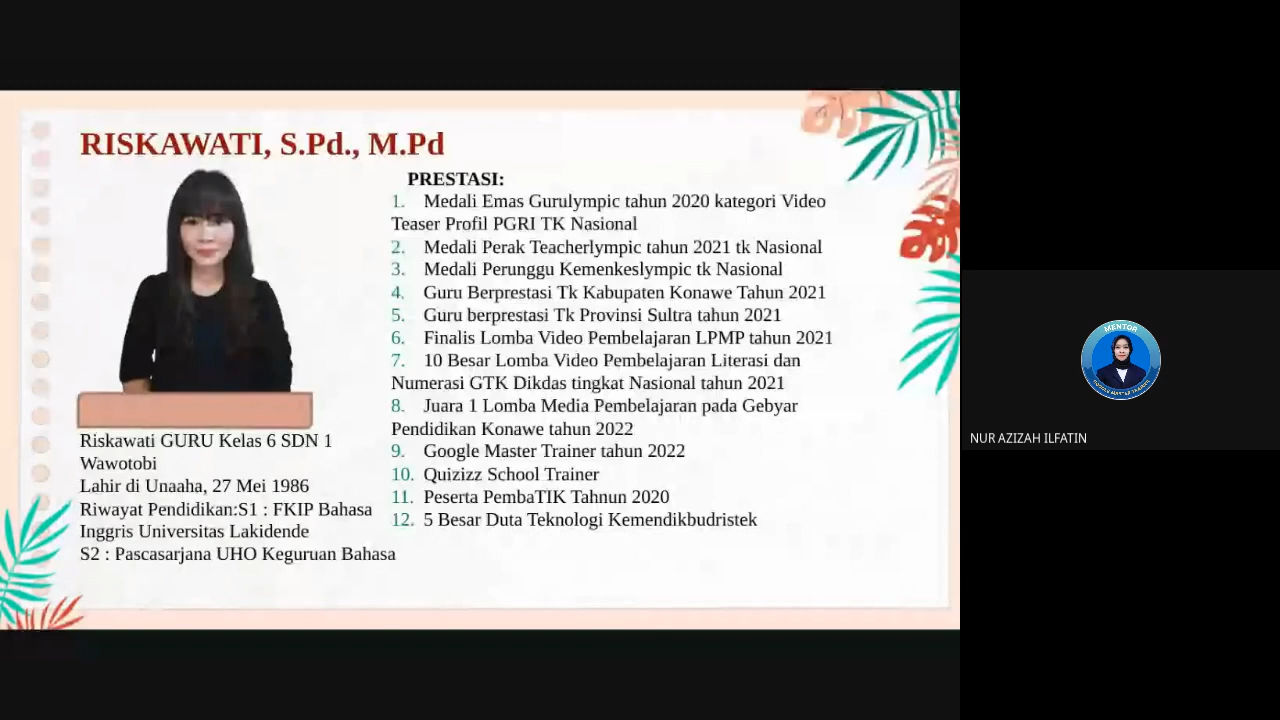 RISKAWATI, S.Pd., M.Pd
PRESTASI:
1. Medali Emas Gurulympic tahun 2020 kategori Video
Teaser Profil PGRI TK Nasional
2. Medali Perak Teacherlympic tahun 2021 tk Nasional
3. Medali Perunggu Kemenkeslympic tk Nasional
4. Guru Berprestasi Tk Kabupaten Konawe Tahun 2021
5. Guru berprestasi Tk Provinsi Sultra tahun 2021
6. Finalis Lomba Video Pembelajaran LPMP tahun 2021
7. 10 Besar Lomba Video Pembelajaran Literasi dan
Numerasi GTK Dikdas tingkat Nasional tahun 2021
8. Juara 1 Lomba Media Pembelajaran pada Gebyar
Pendidikan Konawe tahun 2022
9. Google Master Trainer tahun 2022
10. Quizizz School Trainer
11. Peserta PembaTIK Tahnun 2020
12. 5 Besar Duta Teknologi Kemendikbudristek
Riskawati GURU Kelas 6 SDN 1
Wawotobi
Lahir di Unaaha, 27 Mei 1986
Riwayat Pendidikan:S1 : FKIP Bahasa
Inggris Universitas Lakidende
S2 : Pascasarjana UHO Keguruan Bahasa
MENTOR
NUR AZIZAH ILFATIN